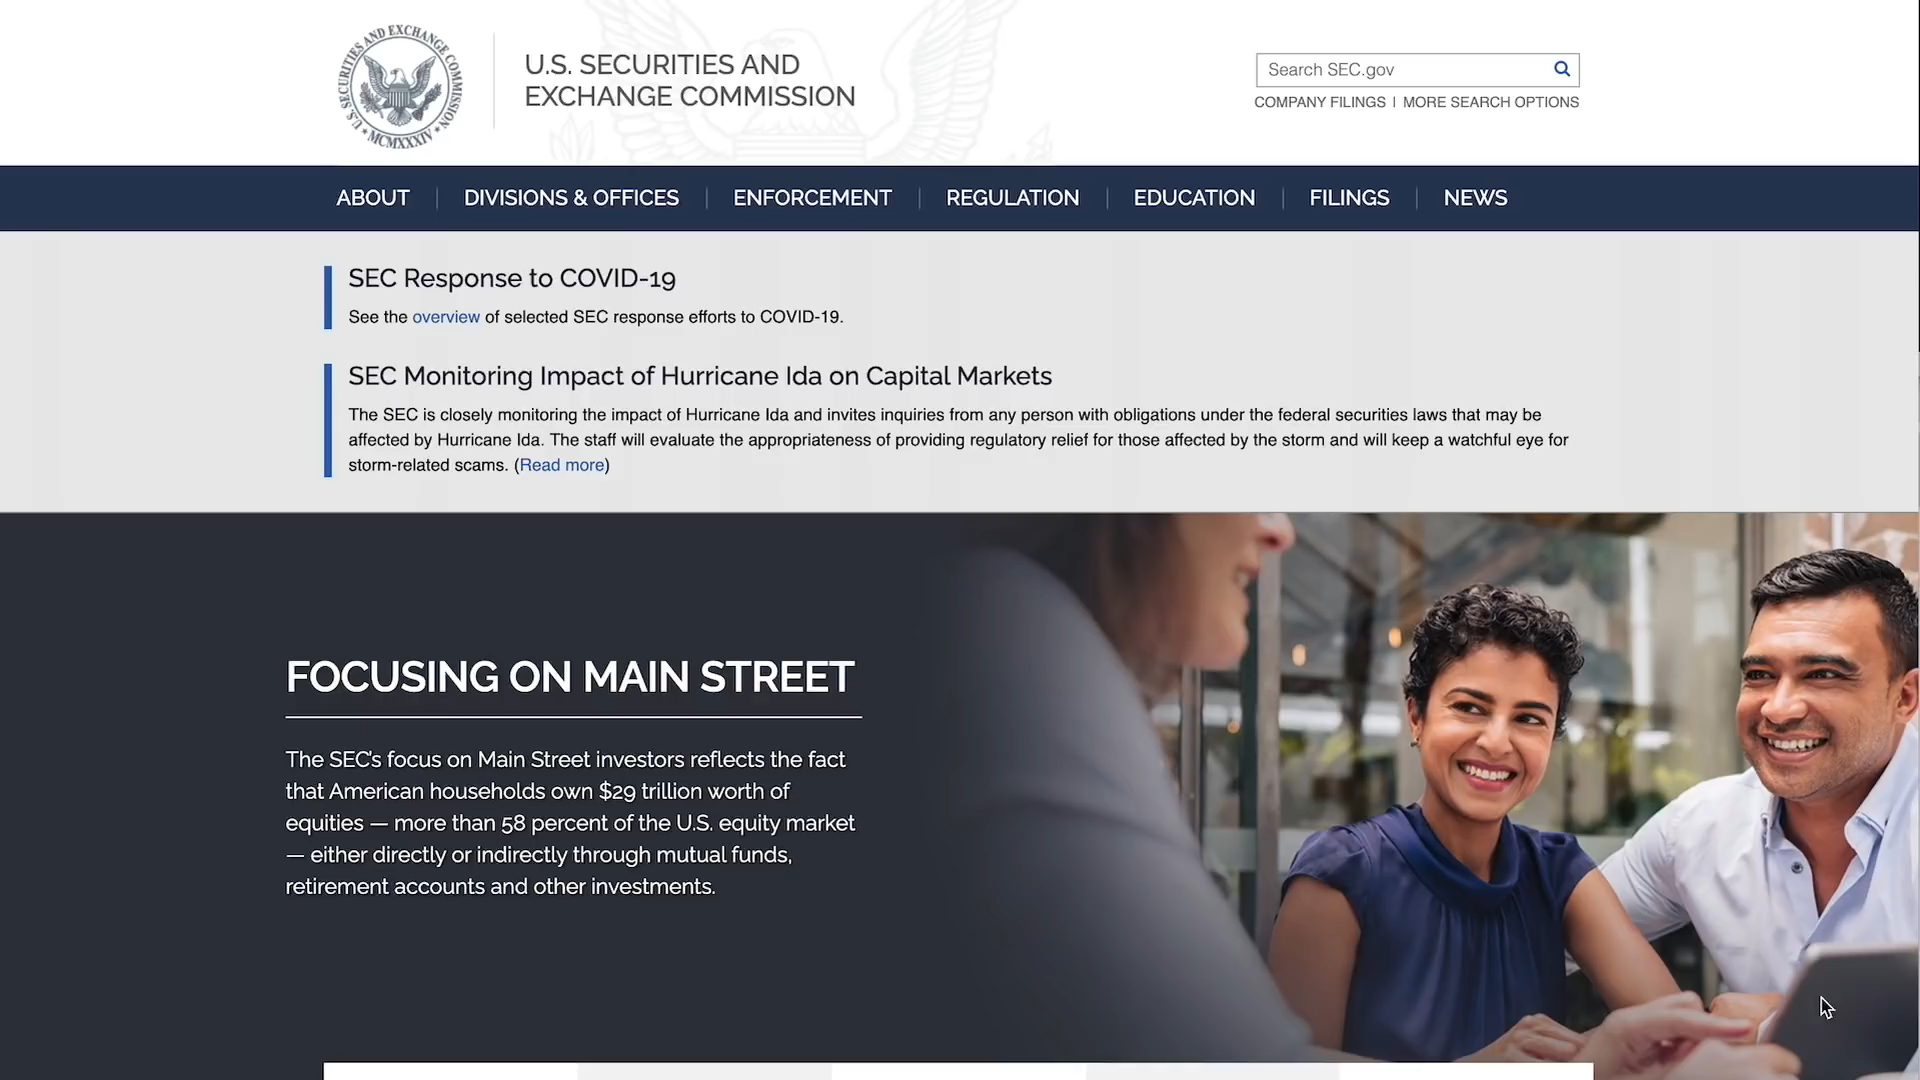 U.S. SECURITIES AND EXCHANGE COMMISSION
MCMXXXIV
U.S. SECURITIES AND
EXCHANGE COMMISSION
Search SEC.gov
COMPANY FILINGS | MORE SEARCH OPTIONS
ABOUT
DIVISIONS & OFFICES
ENFORCEMENT
REGULATION
EDUCATION
FILINGS
NEWS
SEC Response to COVID-19
See the overview of selected SEC response efforts to COVID-19.
SEC Monitoring Impact of Hurricane Ida on Capital Markets
The SEC is closely monitoring the impact of Hurricane Ida and invites inquiries from any person with obligations under the federal securities laws that may be
affected by Hurricane Ida. The staff will evaluate the appropriateness of providing regulatory relief for those affected by the storm and will keep a watchful eye for
storm-related scams. (Read more)
FOCUSING ON MAIN STREET
The SEC's focus on Main Street investors reflects the fact
that American households own $29 trillion worth of
equities — more than 58 percent of the U.S. equity market
— either directly or indirectly through mutual funds,
retirement accounts and other investments.